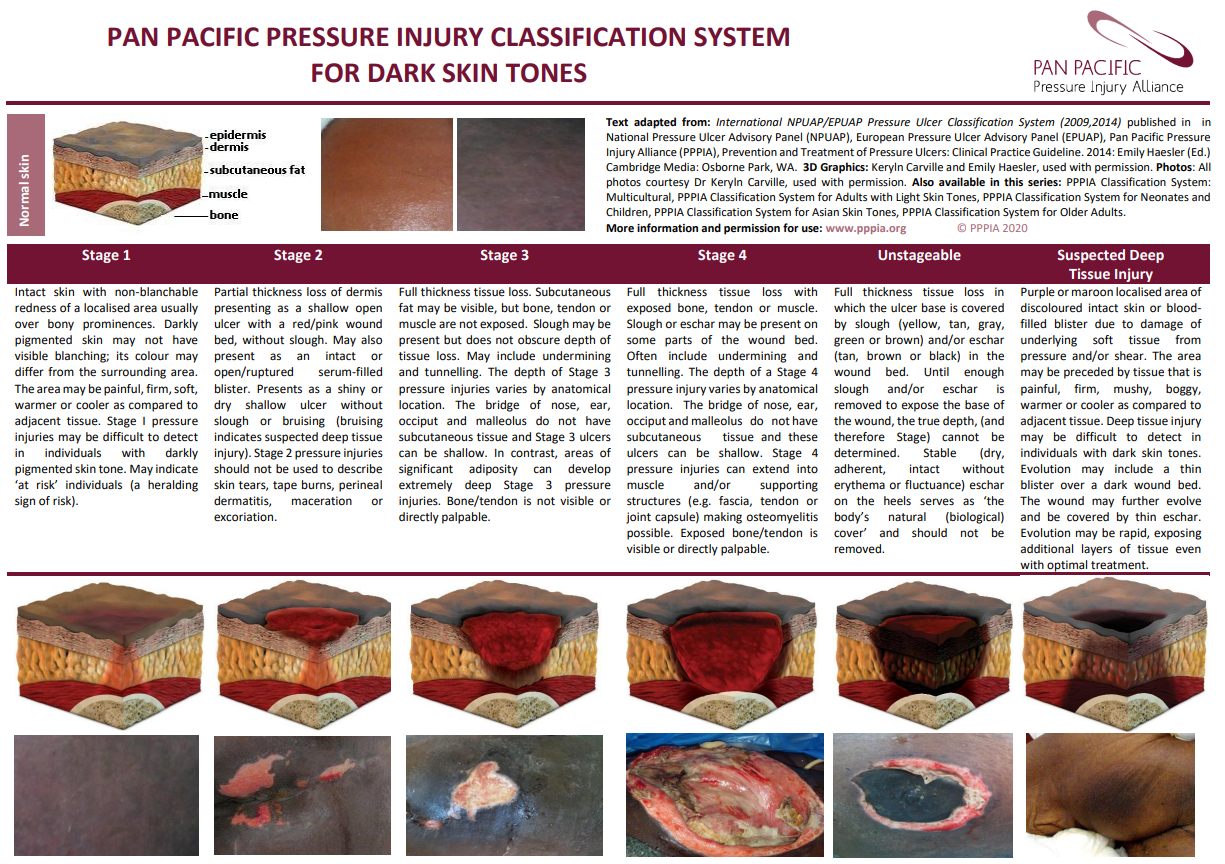 PAN PACIFIC PRESSURE INJURY CLASSIFICATION SYSTEM
FOR DARK SKIN TONES
PAN PACIFIC
Pressure Injury Alliance
Normal skin
epidermis
dermis
subcutaneous fat
muscle
bone
Text adapted from: International NPUAP/EPUAP Pressure Ulcer Classification System (2009,2014) published in in
National Pressure Ulcer Advisory Panel (NPUAP), European Pressure Ulcer Advisory Panel (EPUAP), Pan Pacific Pressure
Injury Alliance (PPPIA), Prevention and Treatment of Pressure Ulcers: Clinical Practice Guideline. 2014: Emily Haesler (Ed.)
Cambridge Media: Osborne Park, WA. 3D Graphics: Keryln Carville and Emily Haesler, used with permission. Photos: All
photos courtesy Dr Keryln Carville, used with permission. Also available in this series: PPPIA Classification System:
Multicultural, PPPIA Classification System for Adults with Light Skin Tones, PPPIA Classification System for Neonates and
Children, PPPIA Classification System for Asian Skin Tones, PPPIA Classification System for Older Adults.
More information and permission for use: www.pppia.org © PPPIA 2020
Stage 1
Intact skin with non-blanchable
redness of a localised area usually
over bony prominences. Darkly
pigmented skin may not have
visible blanching; its colour may
differ from the surrounding area.
The area may be painful, firm, soft,
warmer or cooler as compared to
adjacent tissue. Stage I pressure
injuries may be difficult to detect
in individuals with darkly
pigmented skin tone. May indicate
‘at risk’ individuals (a heralding
sign of risk).
Stage 2
Partial thickness loss of dermis
presenting as a shallow open
ulcer with a red/pink wound
bed, without slough. May also
present as an intact or
open/ruptured serum-filled
blister. Presents as a shiny or
dry shallow ulcer without
slough or bruising (bruising
indicates suspected deep tissue
injury). Stage 2 pressure injuries
should not be used to describe
skin tears, tape burns, perineal
dermatitis, maceration or
excoriation.
Stage 3
Full thickness tissue loss. Subcutaneous
fat may be visible, but bone, tendon or
muscle are not exposed. Slough may be
present but does not obscure depth of
tissue loss. May include undermining
and tunnelling. The depth of Stage 3
pressure injuries varies by anatomical
location. The bridge of nose, ear,
occiput and malleolus do not have
subcutaneous tissue and Stage 3 ulcers
can be shallow. In contrast, areas of
significant adiposity can develop
extremely deep Stage 3 pressure
injuries. Bone/tendon is not visible or
directly palpable.
Stage 4
Full thickness tissue loss with
exposed bone, tendon or muscle.
Slough or eschar may be present on
some parts of the wound bed.
Often include undermining and
tunnelling. The depth of a Stage 4
pressure injury varies by anatomical
location. The bridge of nose, ear,
occiput and malleolus do not have
subcutaneous tissue and these
ulcers can be shallow. Stage 4
pressure injuries can extend into
muscle and/or supporting
structures (e.g. fascia, tendon or
joint capsule) making osteomyelitis
possible. Exposed bone/tendon is
visible or directly palpable.
Unstageable
Full thickness tissue loss in
which the ulcer base is covered
by slough (yellow, tan, gray,
green or brown) and/or eschar
(tan, brown or black) in the
wound bed. Until enough
slough and/or eschar is
removed to expose the base of
the wound, the true depth, (and
therefore Stage) cannot be
determined. Stable (dry,
adherent, intact without
erythema or fluctuance) eschar
on the heels serves as ‘the
body’s natural (biological)
cover’ and should not be
removed.
Suspected Deep
Tissue Injury
Purple or maroon localised area of
discoloured intact skin or blood-
filled blister due to damage of
underlying soft tissue from
pressure and/or shear. The area
may be preceded by tissue that is
painful, firm, mushy, boggy,
warmer or cooler as compared to
adjacent tissue. Deep tissue injury
may be difficult to detect in
individuals with dark skin tones.
Evolution may include a thin
blister over a dark wound bed.
The wound may further evolve
and be covered by thin eschar.
Evolution may be rapid, exposing
additional layers of tissue even
with optimal treatment.